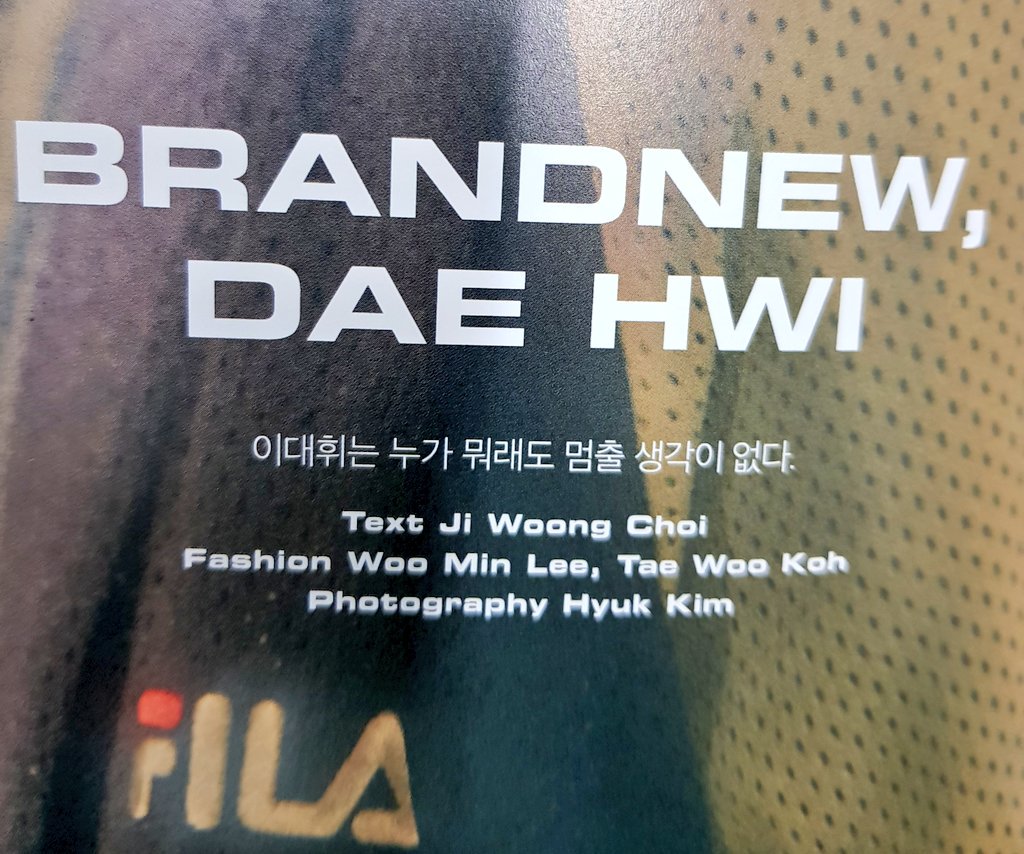 BRANDNEW,
DAE HWI
이대휘는 누가 뭐래도 멈출 생각이 없다.
Text Ji Woong Choi
Fashion Woo Min Lee, Tae Woo Koh
Photography Hyuk Kim
FILA